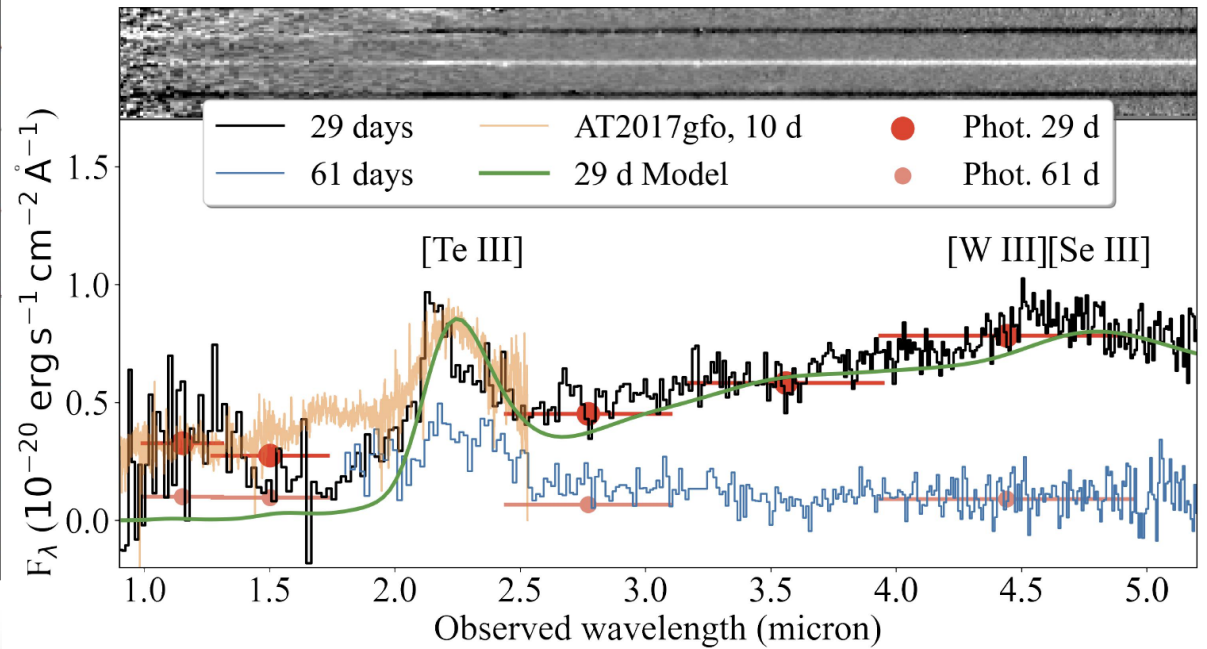 29 days
AT2017gfo, 10 d
Phot. 29 d
61 days
29 d Model
Phot. 61 d
[Te III]
[W III][Se III]
1.5
1.0
0.5
0.0
F_λ (10⁻²⁰ erg s⁻¹ cm⁻² Å⁻¹)
1.0 1.5 2.0 2.5 3.0 3.5 4.0 4.5 5.0
Observed wavelength (micron)